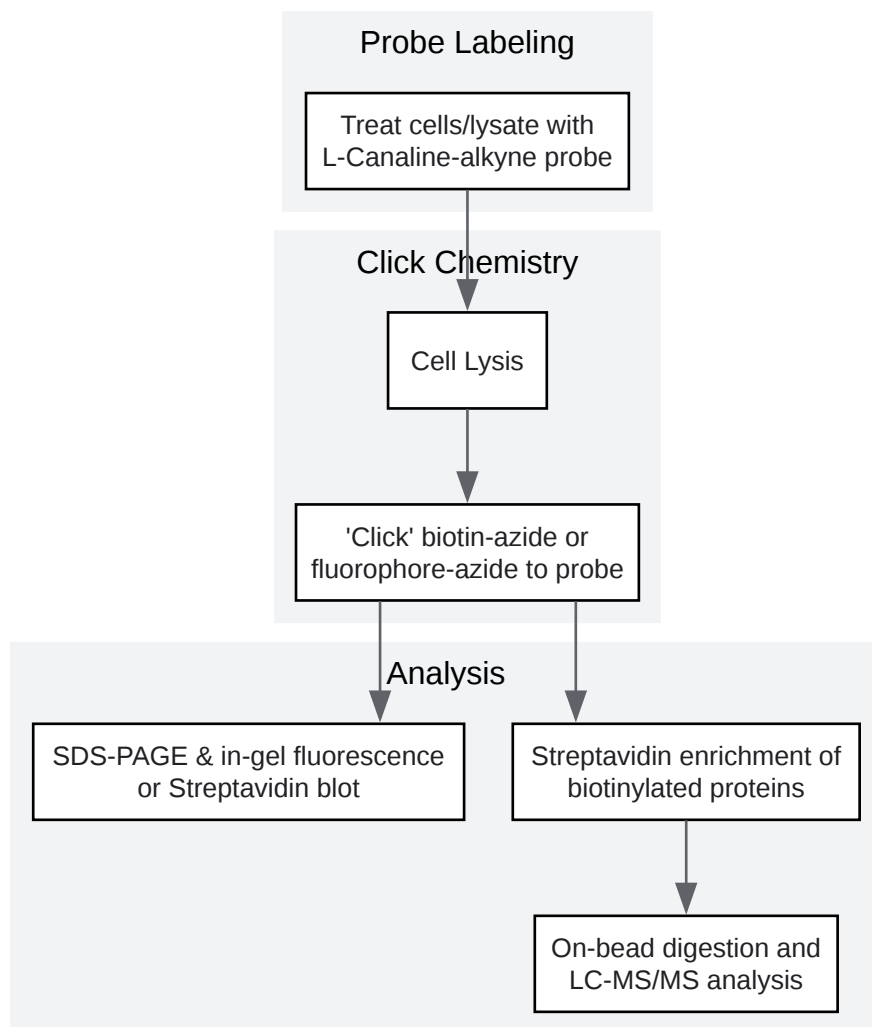 Probe Labeling
Treat cells/lysate with
L-Canaline-alkyne probe
Click Chemistry
Cell Lysis
'Click' biotin-azide or
fluorophore-azide to probe
Analysis
SDS-PAGE & in-gel fluorescence
or Streptavidin blot
Streptavidin enrichment of
biotinylated proteins
On-bead digestion and
LC-MS/MS analysis